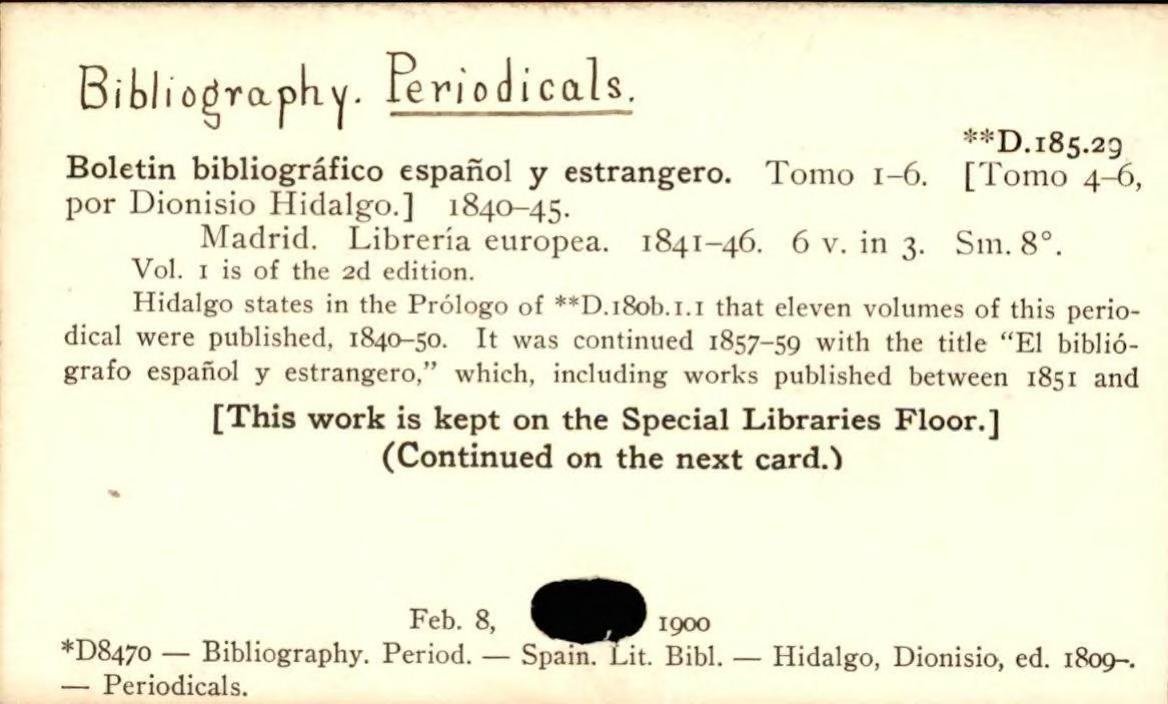 Bibliography. Periodicals.
**D.185.29
Boletin bibliográfico español y estrangero. Tomo 1–6. [Tomo 4–6,
por Dionisio Hidalgo.] 1840–45.
Madrid. Librería europea. 1841–46. 6 v. in 3. Sm. 8°.
Vol. 1 is of the 2d edition.
Hidalgo states in the Prólogo of **D.180b.1.1 that eleven volumes of this perio-
dical were published, 1840–50. It was continued 1857–59 with the title “El biblió-
grafo español y estrangero,” which, including works published between 1851 and
[This work is kept on the Special Libraries Floor.]
(Continued on the next card.)
Feb. 8, 1900
*D8470 — Bibliography. Period. — Spain. Lit. Bibl. — Hidalgo, Dionisio, ed. 1809–.
— Periodicals.